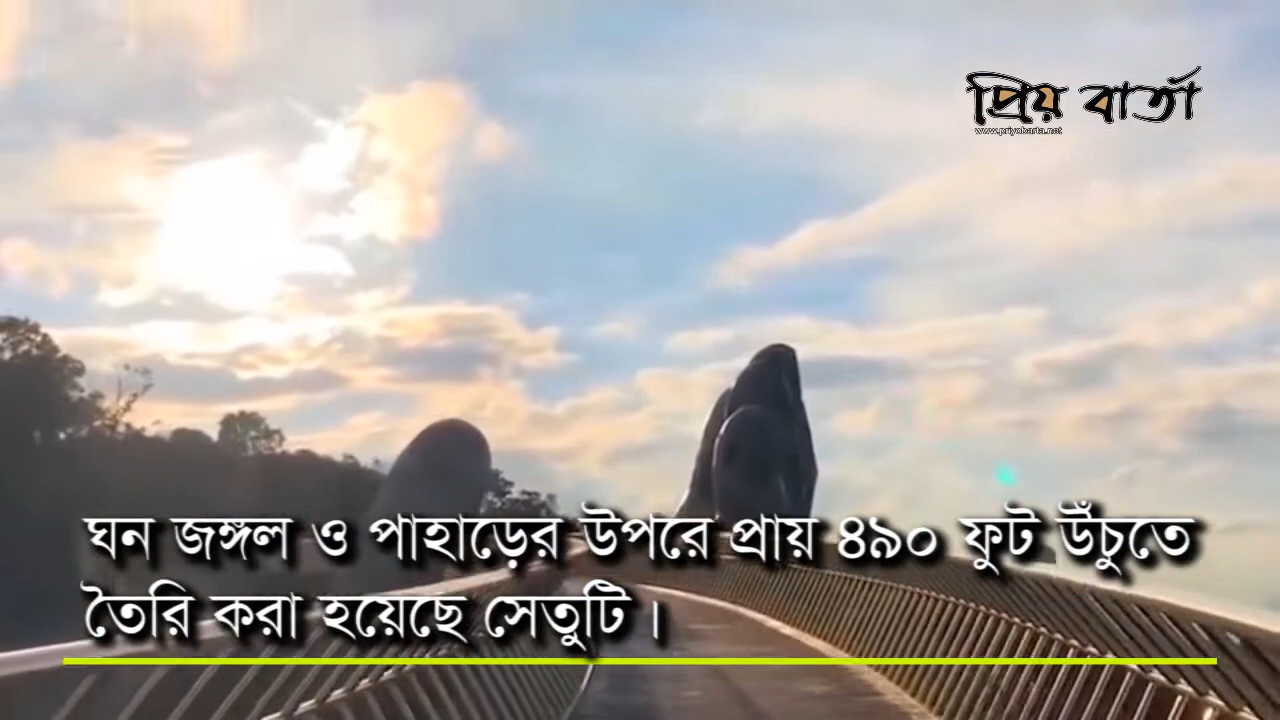 প্রিয় বার্তা
www.priyobarta.net
ঘন জঙ্গল ও পাহাড়ের উপরে প্রায় ৪৯০ ফুট উঁচুতে
তৈরি করা হয়েছে সেতুটি ।